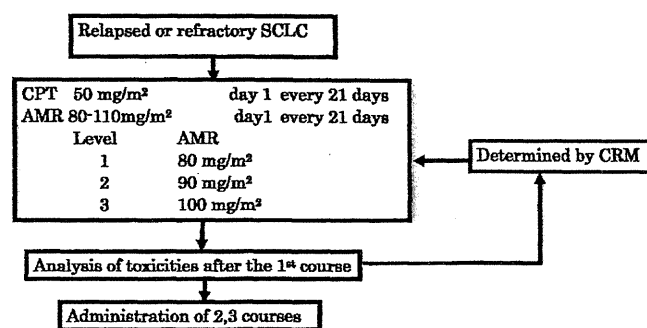 Relapsed or refractory SCLC
CPT 50 mg/m² day 1 every 21 days
AMR 80-110mg/m² day1 every 21 days
Level AMR
1 80 mg/m²
2 90 mg/m²
3 100 mg/m²
Determined by CRM
Analysis of toxicities after the 1st course
Administration of 2,3 courses